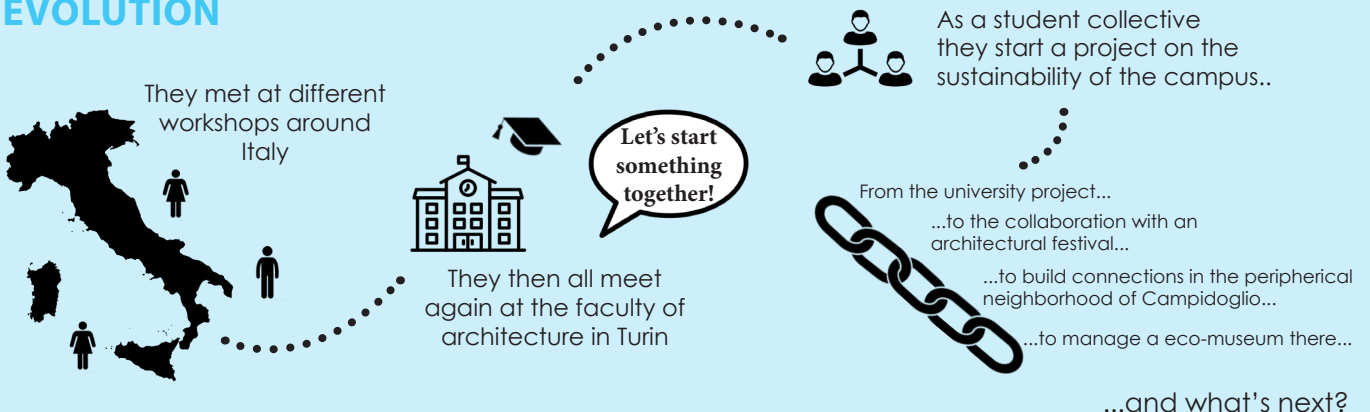 EVOLUTION
They met at different
workshops around
Italy
They then all meet
again at the faculty of
architecture in Turin
Let's start
something
together!
As a student collective
they start a project on the
sustainability of the campus..
From the university project...
...to the collaboration with an
architectural festival...
...to build connections in the peripherical
neighborhood of Campidoglio...
...to manage a eco-museum there...
...and what's next?